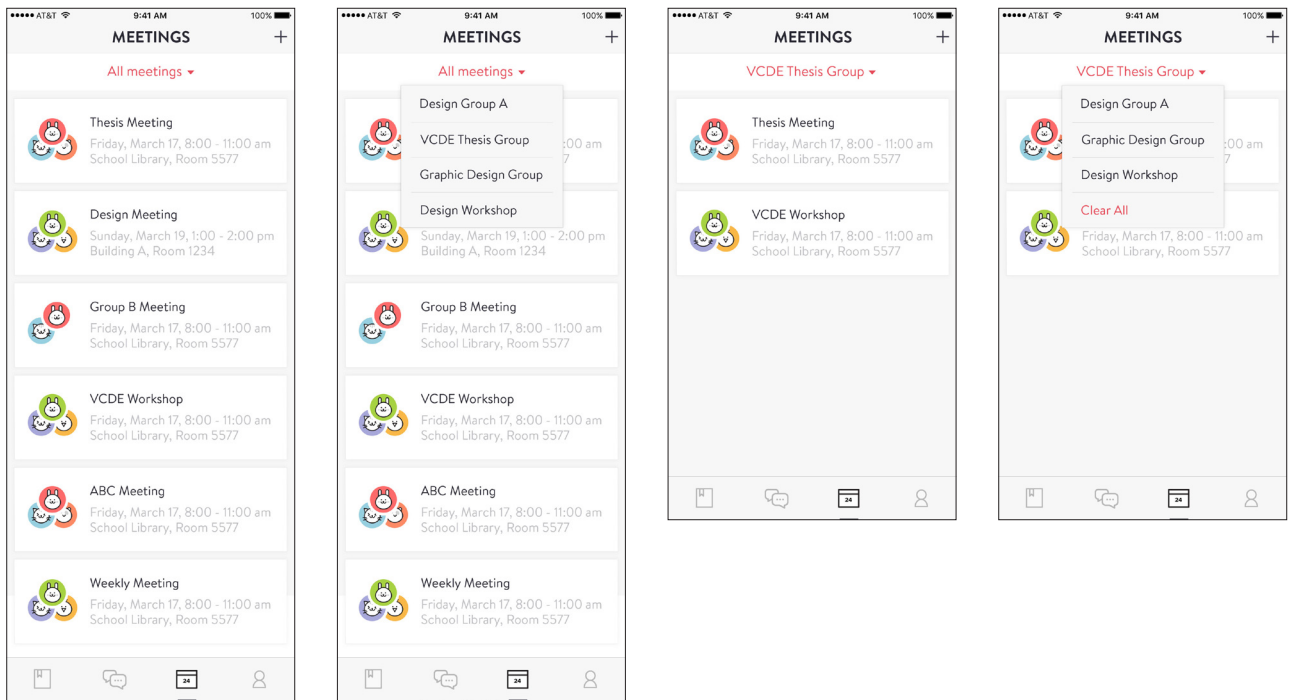 AT&T 9:41 AM 100%
MEETINGS +
All meetings
Thesis Meeting
Friday, March 17, 8:00 - 11:00 am
School Library, Room 5577
Design Meeting
Sunday, March 19, 1:00 - 2:00 pm
Building A, Room 1234
Group B Meeting
Friday, March 17, 8:00 - 11:00 am
School Library, Room 5577
VCDE Workshop
Friday, March 17, 8:00 - 11:00 am
School Library, Room 5577
ABC Meeting
Friday, March 17, 8:00 - 11:00 am
School Library, Room 5577
Weekly Meeting
Friday, March 17, 8:00 - 11:00 am
School Library, Room 5577
24
AT&T 9:41 AM 100%
MEETINGS +
All meetings
Design Group A
VCDE Thesis Group
Graphic Design Group
Design Workshop
:00 am
7
Sunday, March 19, 1:00 - 2:00 pm
Building A, Room 1234
Group B Meeting
Friday, March 17, 8:00 - 11:00 am
School Library, Room 5577
VCDE Workshop
Friday, March 17, 8:00 - 11:00 am
School Library, Room 5577
ABC Meeting
Friday, March 17, 8:00 - 11:00 am
School Library, Room 5577
Weekly Meeting
Friday, March 17, 8:00 - 11:00 am
School Library, Room 5577
24
AT&T 9:41 AM 100%
MEETINGS +
VCDE Thesis Group
Thesis Meeting
Friday, March 17, 8:00 - 11:00 am
School Library, Room 5577
VCDE Workshop
Friday, March 17, 8:00 - 11:00 am
School Library, Room 5577
24
AT&T 9:41 AM 100%
MEETINGS +
VCDE Thesis Group
Design Group A
Graphic Design Group
Design Workshop
Clear All
:00 am
7
Friday, March 17, 8:00 - 11:00 am
School Library, Room 5577
24